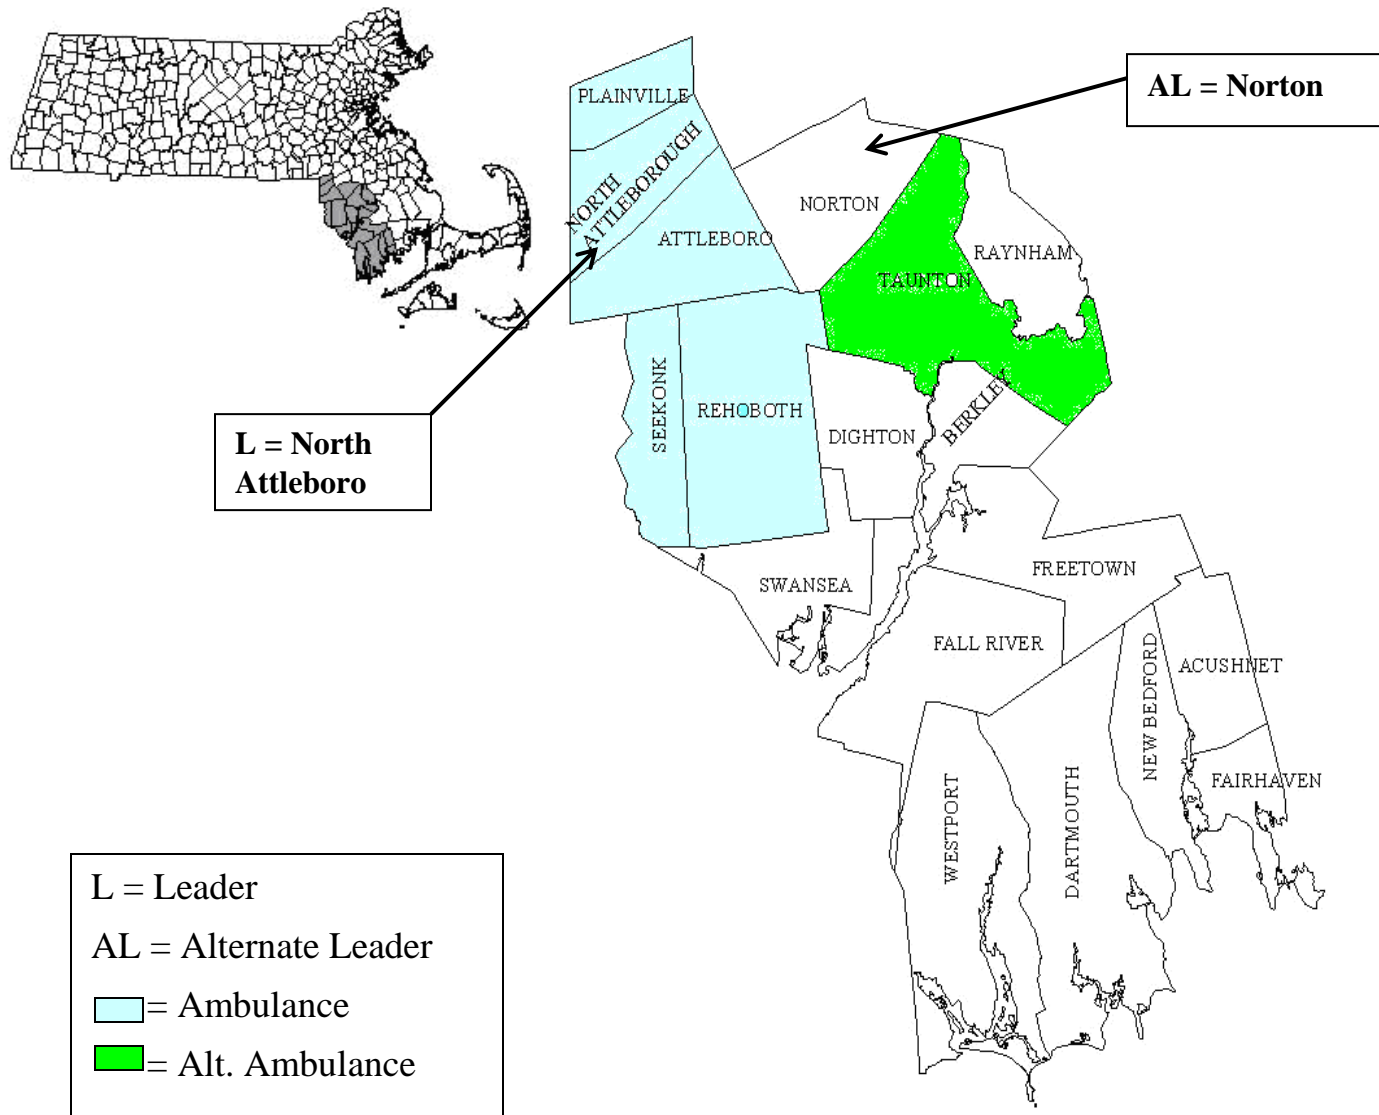 AL = Norton
PLAINVILLE
NORTH
ATTLEBOROUGH
NORTON
ATTLEBORO
RAYNHAM
TAUNTON
L = North
Attleboro
SEEKONK
REHOBOTH
DIGHTON
BERKLEY
SWANSEA
FREETOWN
FALL RIVER
NEW BEDFORD
ACUSHNET
FAIRHAVEN
WESTPORT
DARTMOUTH
L = Leader
AL = Alternate Leader
= Ambulance
= Alt. Ambulance